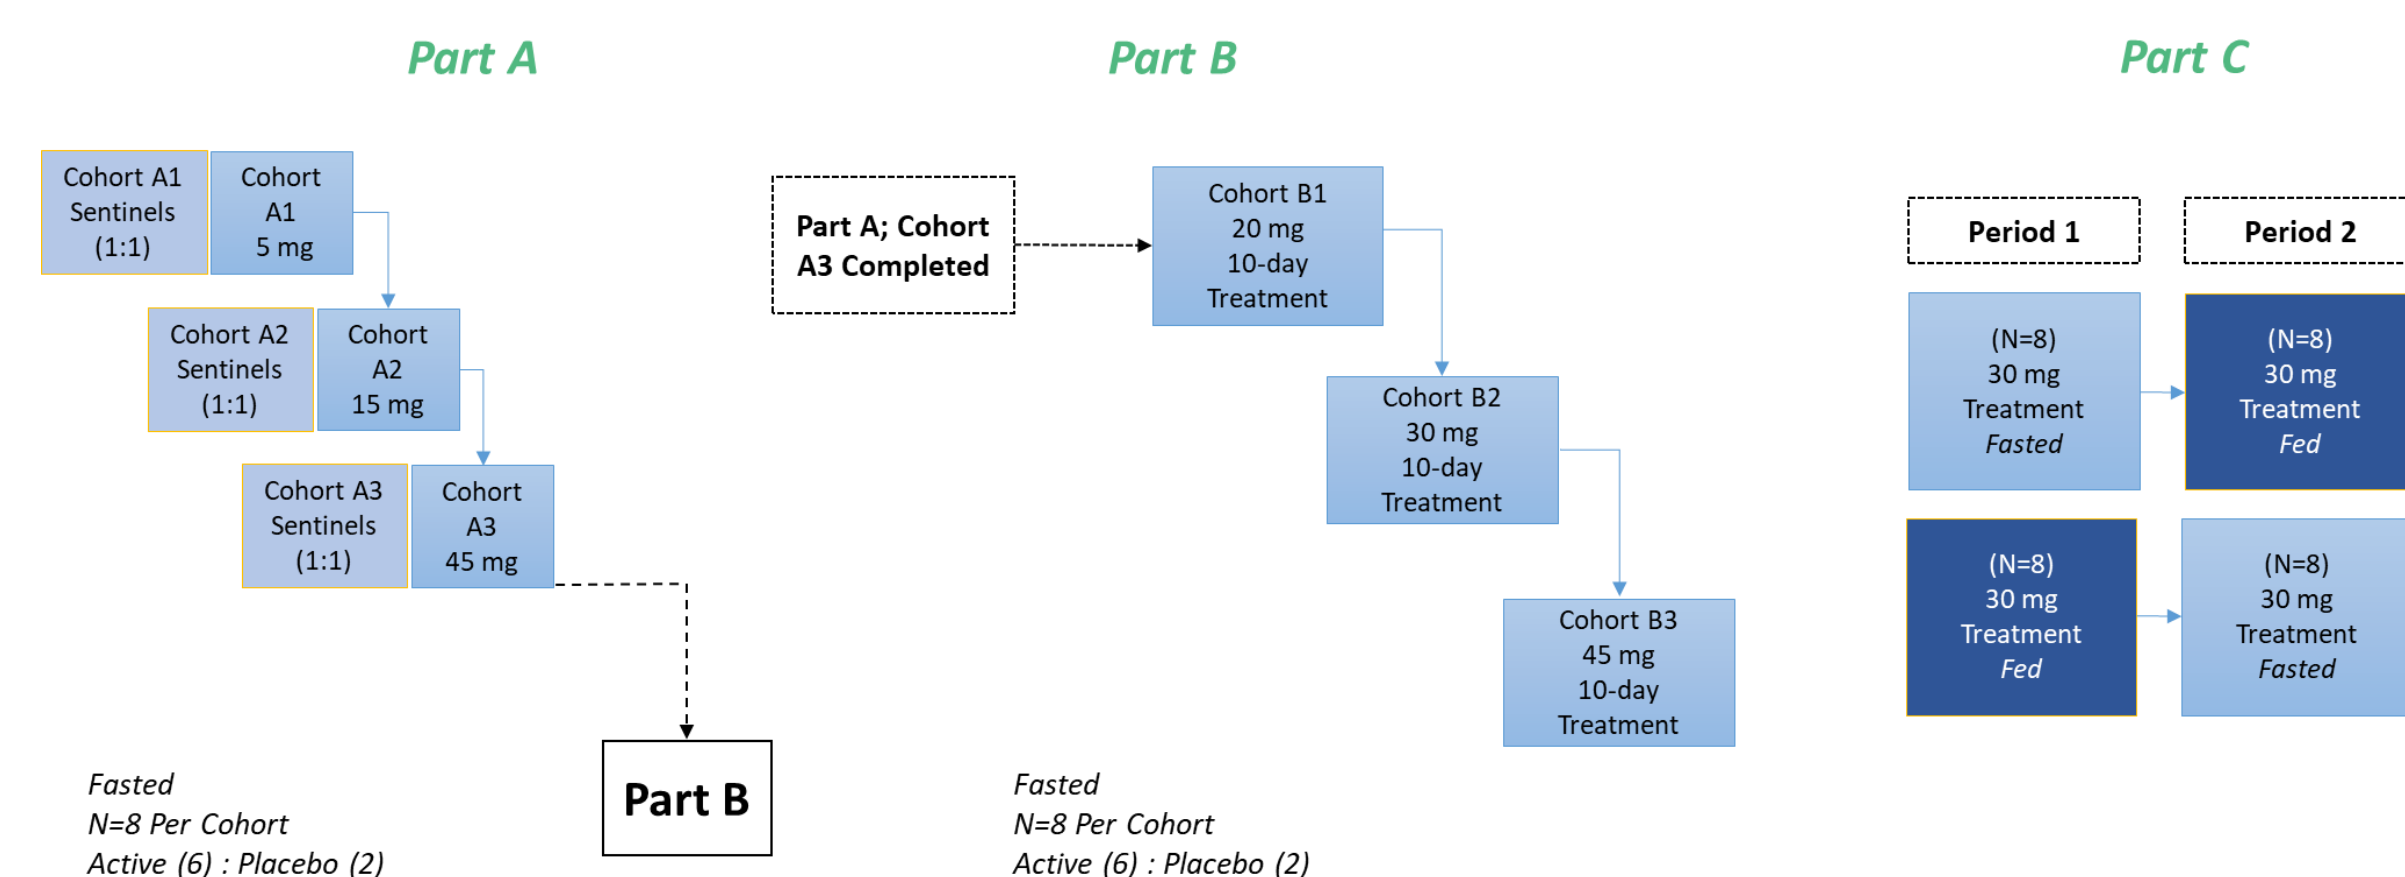 Part A
Cohort A1
Sentinels
(1:1)
Cohort
A1
5 mg
Cohort A2
Sentinels
(1:1)
Cohort
A2
15 mg
Cohort A3
Sentinels
(1:1)
Cohort
A3
45 mg
Part B
Fasted
N=8 Per Cohort
Active (6) : Placebo (2)
Part B
Part A; Cohort
A3 Completed
Cohort B1
20 mg
10-day
Treatment
Cohort B2
30 mg
10-day
Treatment
Cohort B3
45 mg
10-day
Treatment
Fasted
N=8 Per Cohort
Active (6) : Placebo (2)
Part C
Period 1
Period 2
(N=8)
30 mg
Treatment
Fasted
(N=8)
30 mg
Treatment
Fed
(N=8)
30 mg
Treatment
Fed
(N=8)
30 mg
Treatment
Fasted